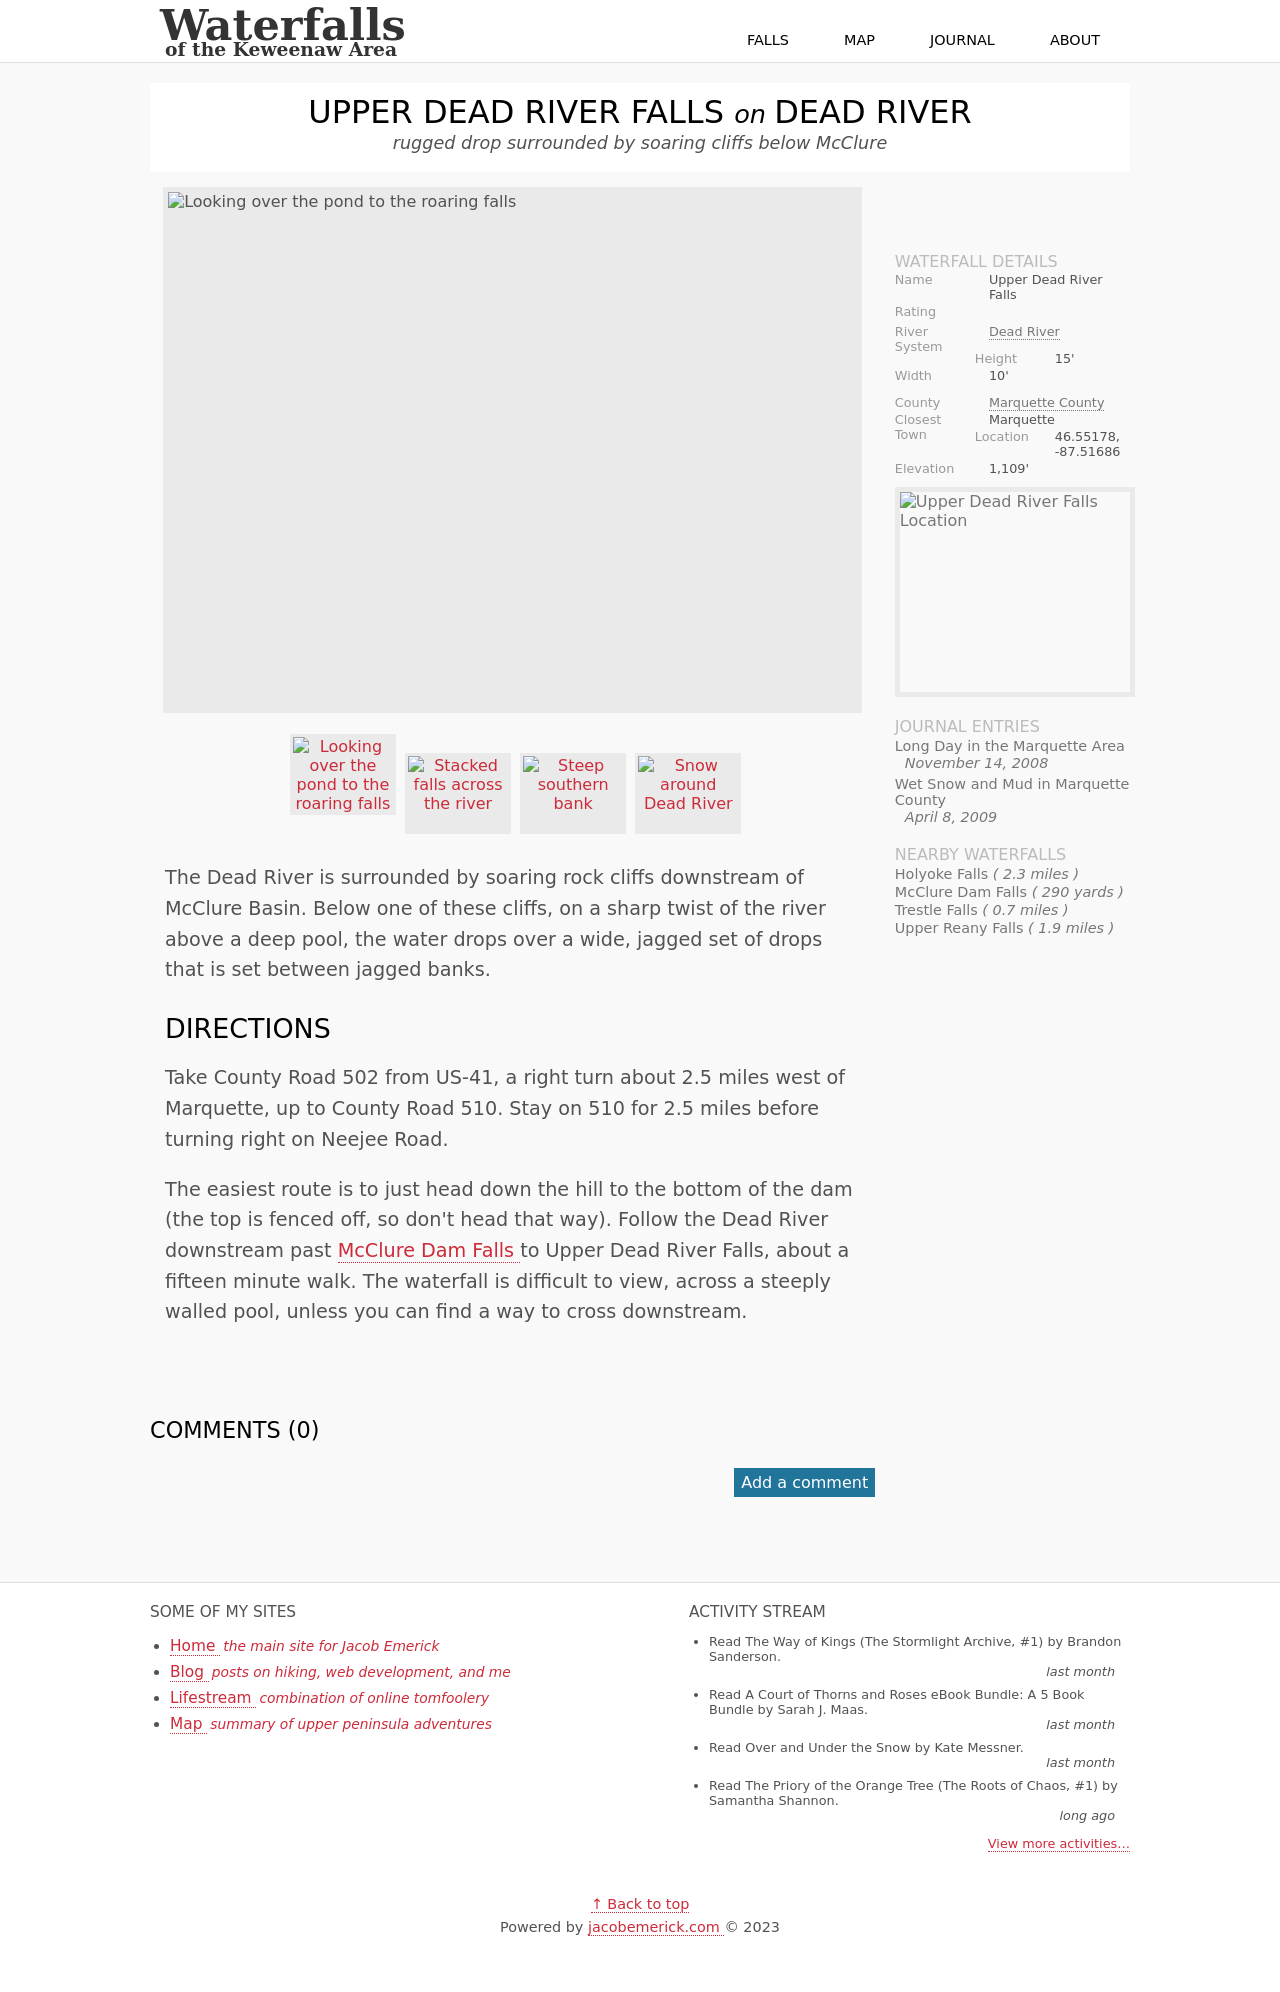 Waterfalls
of the Keweenaw Area
FALLS
MAP
JOURNAL
ABOUT
UPPER DEAD RIVER FALLS on DEAD RIVER
rugged drop surrounded by soaring cliffs below McClure
Looking over the pond to the roaring falls
Looking
over the
pond to the
roaring falls
Stacked
falls across
the river
Steep
southern
bank
Snow
around
Dead River
The Dead River is surrounded by soaring rock cliffs downstream of
McClure Basin. Below one of these cliffs, on a sharp twist of the river
above a deep pool, the water drops over a wide, jagged set of drops
that is set between jagged banks.
DIRECTIONS
Take County Road 502 from US-41, a right turn about 2.5 miles west of
Marquette, up to County Road 510. Stay on 510 for 2.5 miles before
turning right on Neejee Road.
The easiest route is to just head down the hill to the bottom of the dam
(the top is fenced off, so don't head that way). Follow the Dead River
downstream past McClure Dam Falls to Upper Dead River Falls, about a
fifteen minute walk. The waterfall is difficult to view, across a steeply
walled pool, unless you can find a way to cross downstream.
WATERFALL DETAILS
Name
Upper Dead River
Falls
Rating
River
System
Dead River
Height
15'
Width
10'
County
Marquette County
Closest
Town
Marquette
Location
46.55178,
-87.51686
Elevation
1,109'
Upper Dead River Falls
Location
JOURNAL ENTRIES
Long Day in the Marquette Area
November 14, 2008
Wet Snow and Mud in Marquette
County
April 8, 2009
NEARBY WATERFALLS
Holyoke Falls ( 2.3 miles )
McClure Dam Falls ( 290 yards )
Trestle Falls ( 0.7 miles )
Upper Reany Falls ( 1.9 miles )
COMMENTS (0)
Add a comment
SOME OF MY SITES
Home the main site for Jacob Emerick
Blog posts on hiking, web development, and me
Lifestream combination of online tomfoolery
Map summary of upper peninsula adventures
ACTIVITY STREAM
Read The Way of Kings (The Stormlight Archive, #1) by Brandon
Sanderson.
last month
Read A Court of Thorns and Roses eBook Bundle: A 5 Book
Bundle by Sarah J. Maas.
last month
Read Over and Under the Snow by Kate Messner.
last month
Read The Priory of the Orange Tree (The Roots of Chaos, #1) by
Samantha Shannon.
long ago
View more activities…
↑ Back to top
Powered by jacobemerick.com © 2023